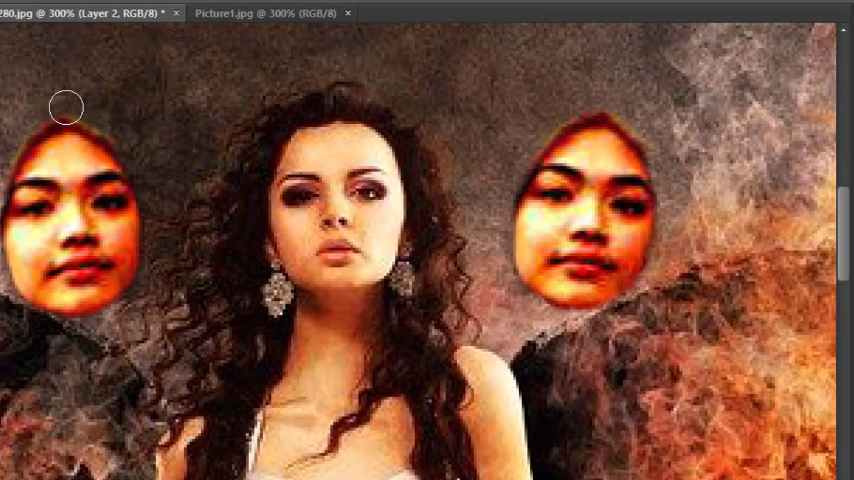 280.jpg @ 300% (Layer 2, RGB/8) * × Picture1.jpg @ 300% (RGB/8) ×